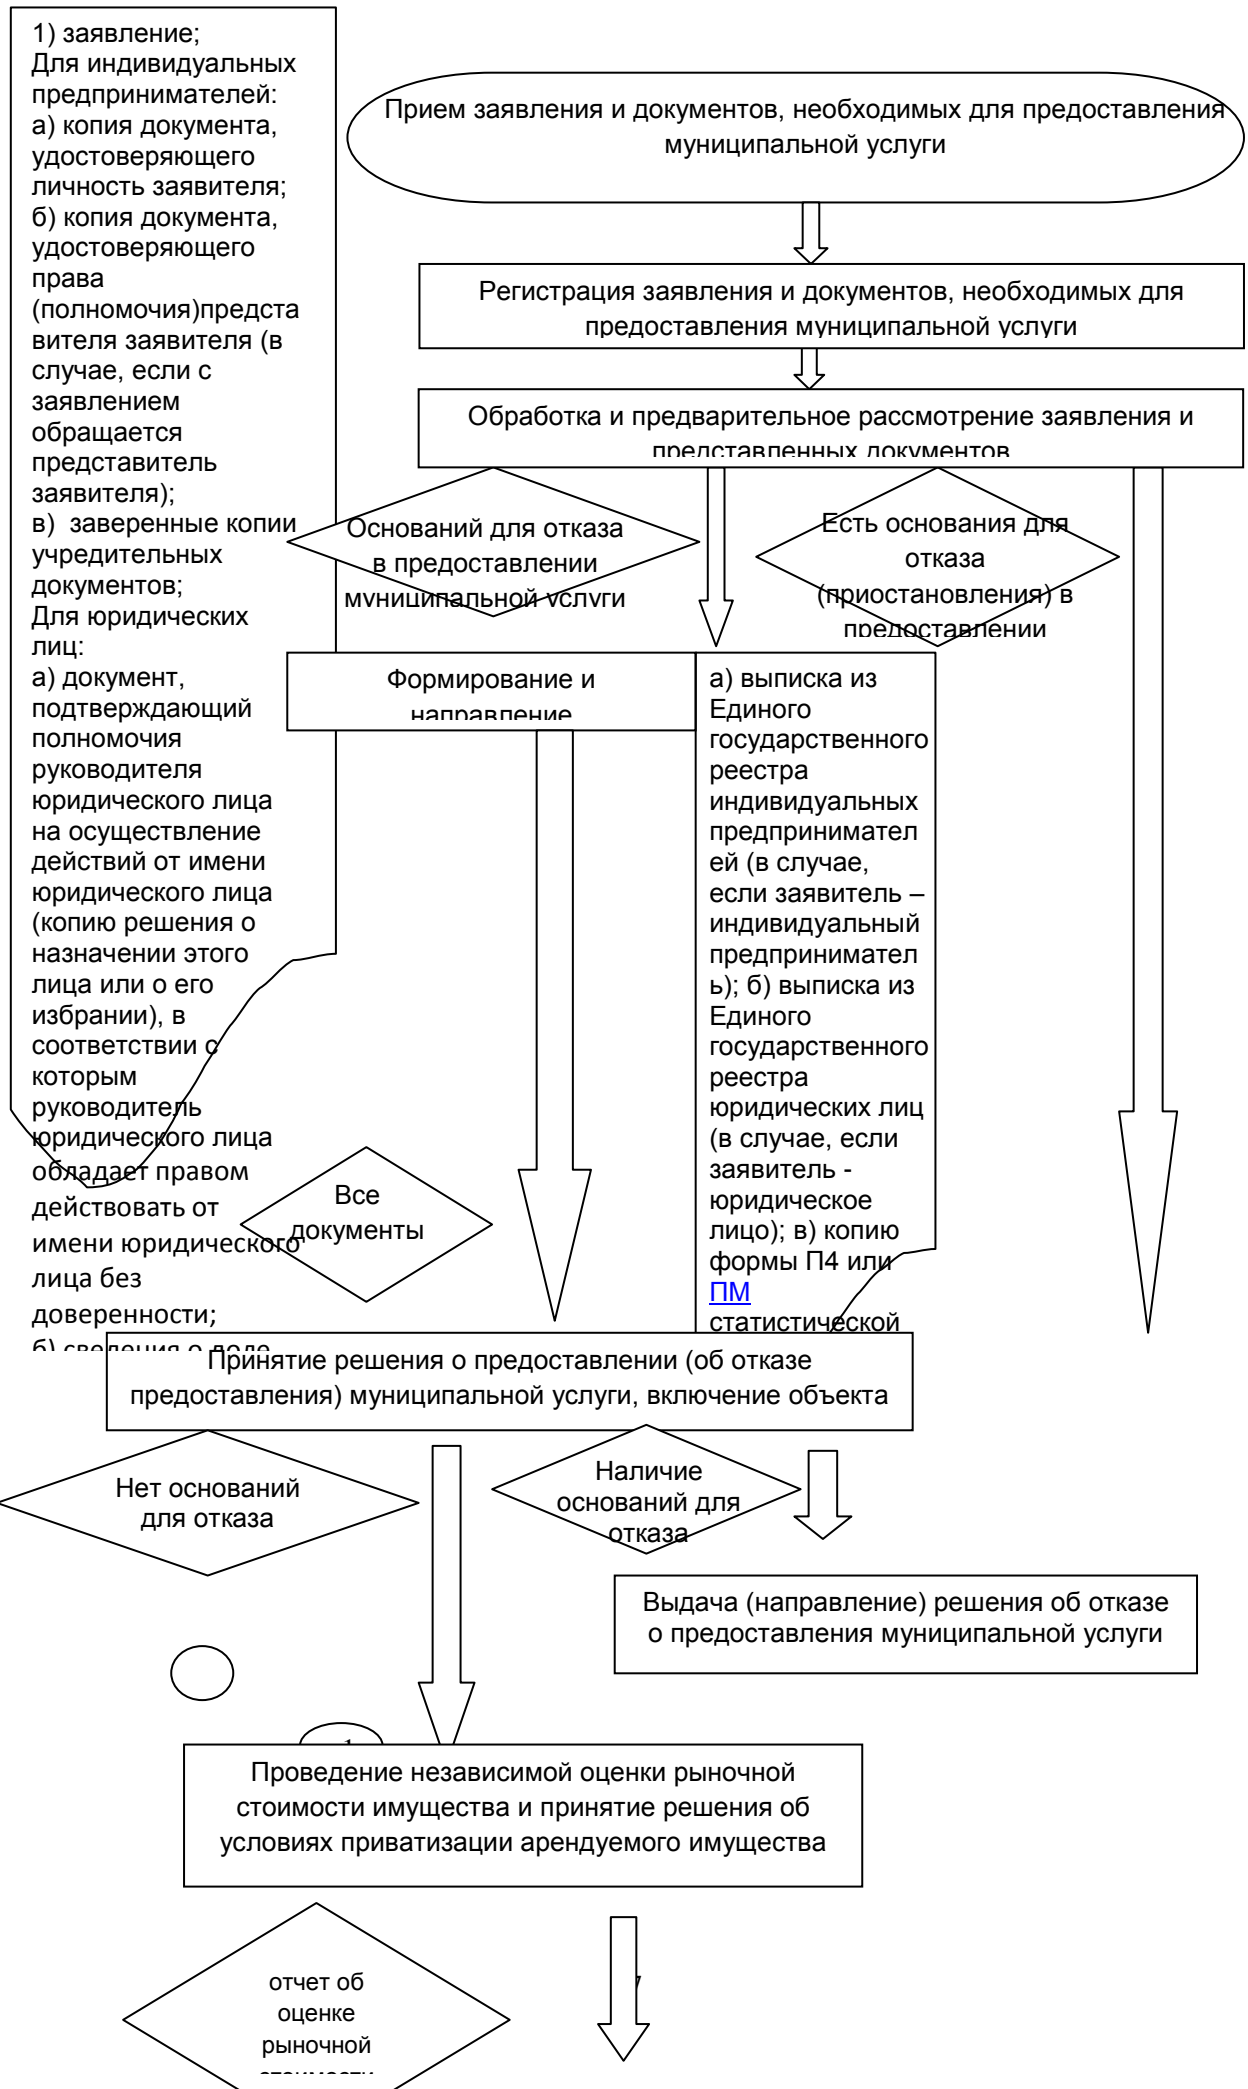 1) заявление;
Для индивидуальных
предпринимателей:
а) копия документа,
удостоверяющего
личность заявителя;
б) копия документа,
удостоверяющего
права
(полномочия)предста
вителя заявителя (в
случае, если с
заявлением
обращается
представитель
заявителя);
в) заверенные копии
учредительных
документов;
Для юридических
лиц:
а) документ,
подтверждающий
полномочия
руководителя
юридического лица
на осуществление
действий от имени
юридического лица
(копию решения о
назначении этого
лица или о его
избрании), в
соответствии с
которым
руководитель
юридического лица
обладает правом
действовать от
имени юридического
лица без
доверенности;
б) сведения о доле
Прием заявления и документов, необходимых для предоставления
муниципальной услуги
Регистрация заявления и документов, необходимых для
предоставления муниципальной услуги
Обработка и предварительное рассмотрение заявления и
представленных документов
Оснований для отказа
в предоставлении
муниципальной услуги
Есть основания для
отказа
(приостановления) в
предоставлении
Формирование и
направление
а) выписка из
Единого
государственного
реестра
индивидуальных
предпринимател
ей (в случае,
если заявитель –
индивидуальный
предпринимател
ь); б) выписка из
Единого
государственного
реестра
юридических лиц
(в случае, если
заявитель -
юридическое
лицо); в) копию
формы П4 или
ПМ
статистической
Все
документы
Принятие решения о предоставлении (об отказе
предоставления) муниципальной услуги, включение объекта
Нет оснований
для отказа
Наличие
оснований для
отказа
Выдача (направление) решения об отказе
о предоставления муниципальной услуги
Проведение независимой оценки рыночной
стоимости имущества и принятие решения об
условиях приватизации арендуемого имущества
отчет об
оценке
рыночной
стоимости